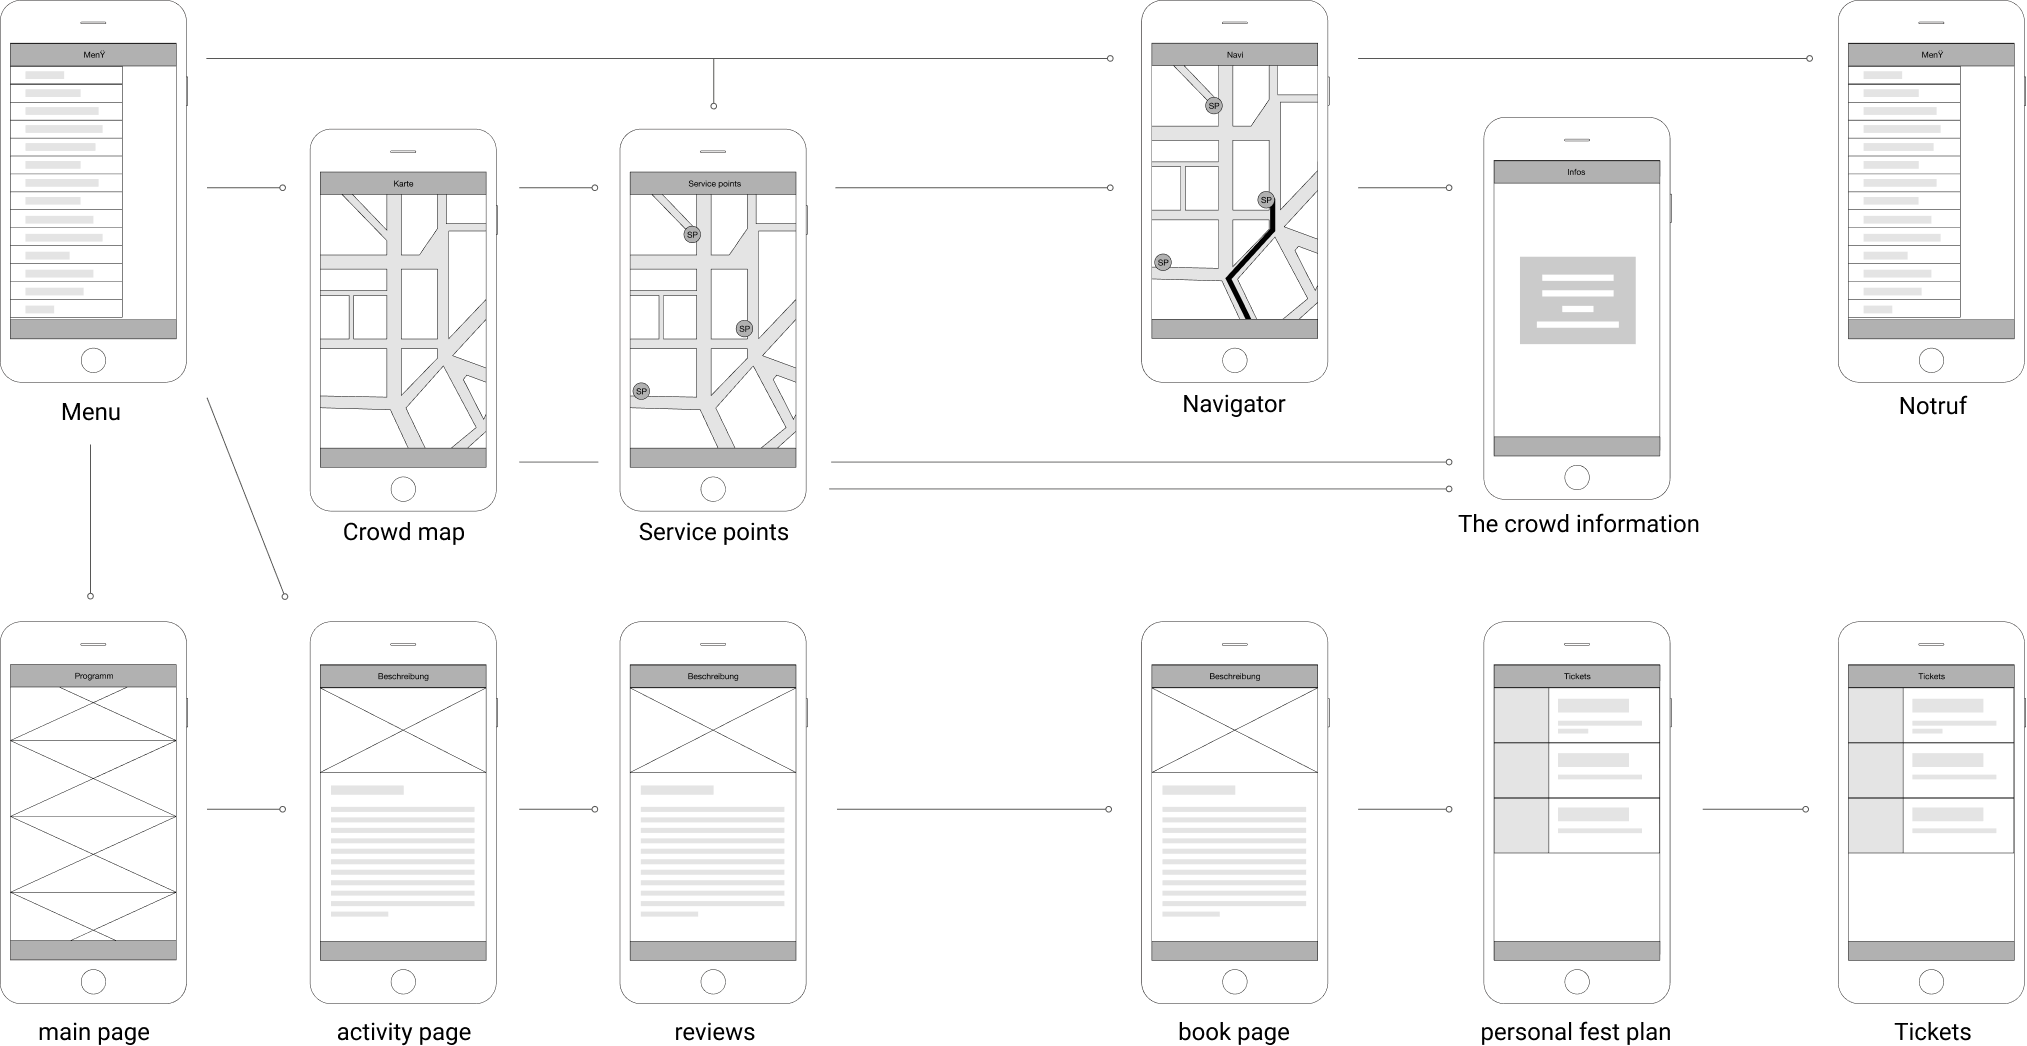 MenŸ
Navi
SP
SP
SP
MenŸ
Karte
Service points
SP
SP
SP
Infos
Menu
Navigator
Notruf
Crowd map
Service points
The crowd information
Programm
Beschreibung
Beschreibung
Beschreibung
Tickets
Tickets
main page
activity page
reviews
book page
personal fest plan
Tickets